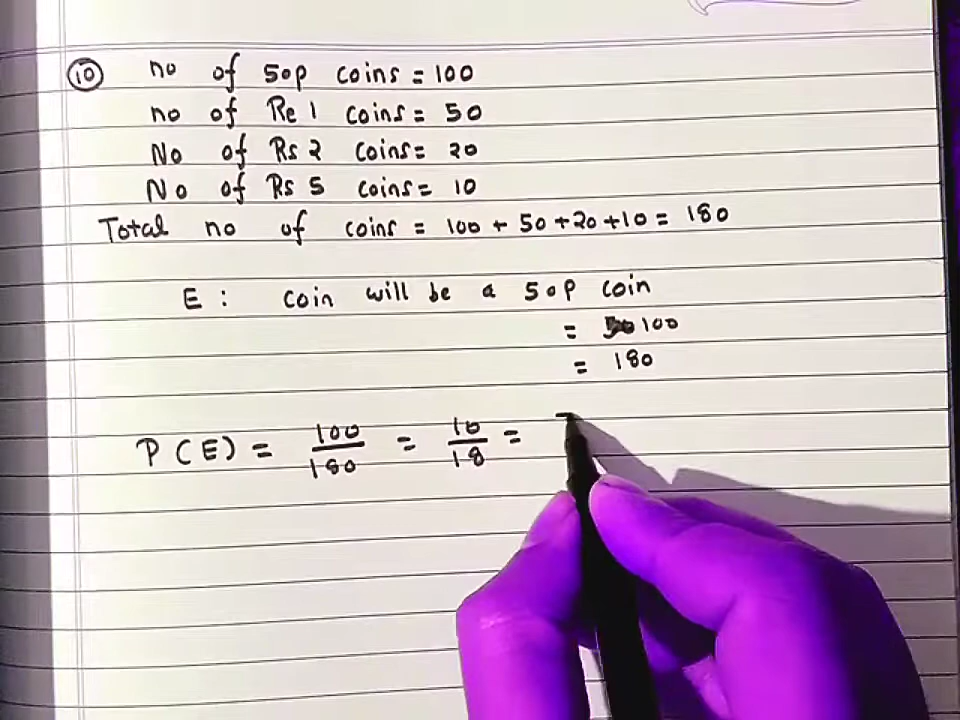 10 no of 50p coins = 100
no of Re 1 coins = 50
No of Rs 2 coins = 20
No of Rs 5 coins = 10
Total no of coins = 100 + 50 + 20 + 10 = 180
E : coin will be a 50P coin
= 100
= 180
P(E) = 100/180 = 10/18 =